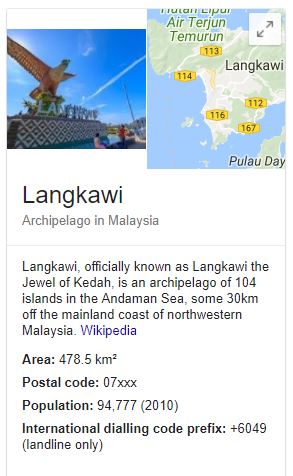 Air Terjun
Temurun
113
Langkawi
114
112
116
167
Pulau Day
Langkawi
Archipelago in Malaysia
Langkawi, officially known as Langkawi the
Jewel of Kedah, is an archipelago of 104
islands in the Andaman Sea, some 30km
off the mainland coast of northwestern
Malaysia. Wikipedia
Area: 478.5 km²
Postal code: 07xxx
Population: 94,777 (2010)
International dialling code prefix: +6049
(landline only)